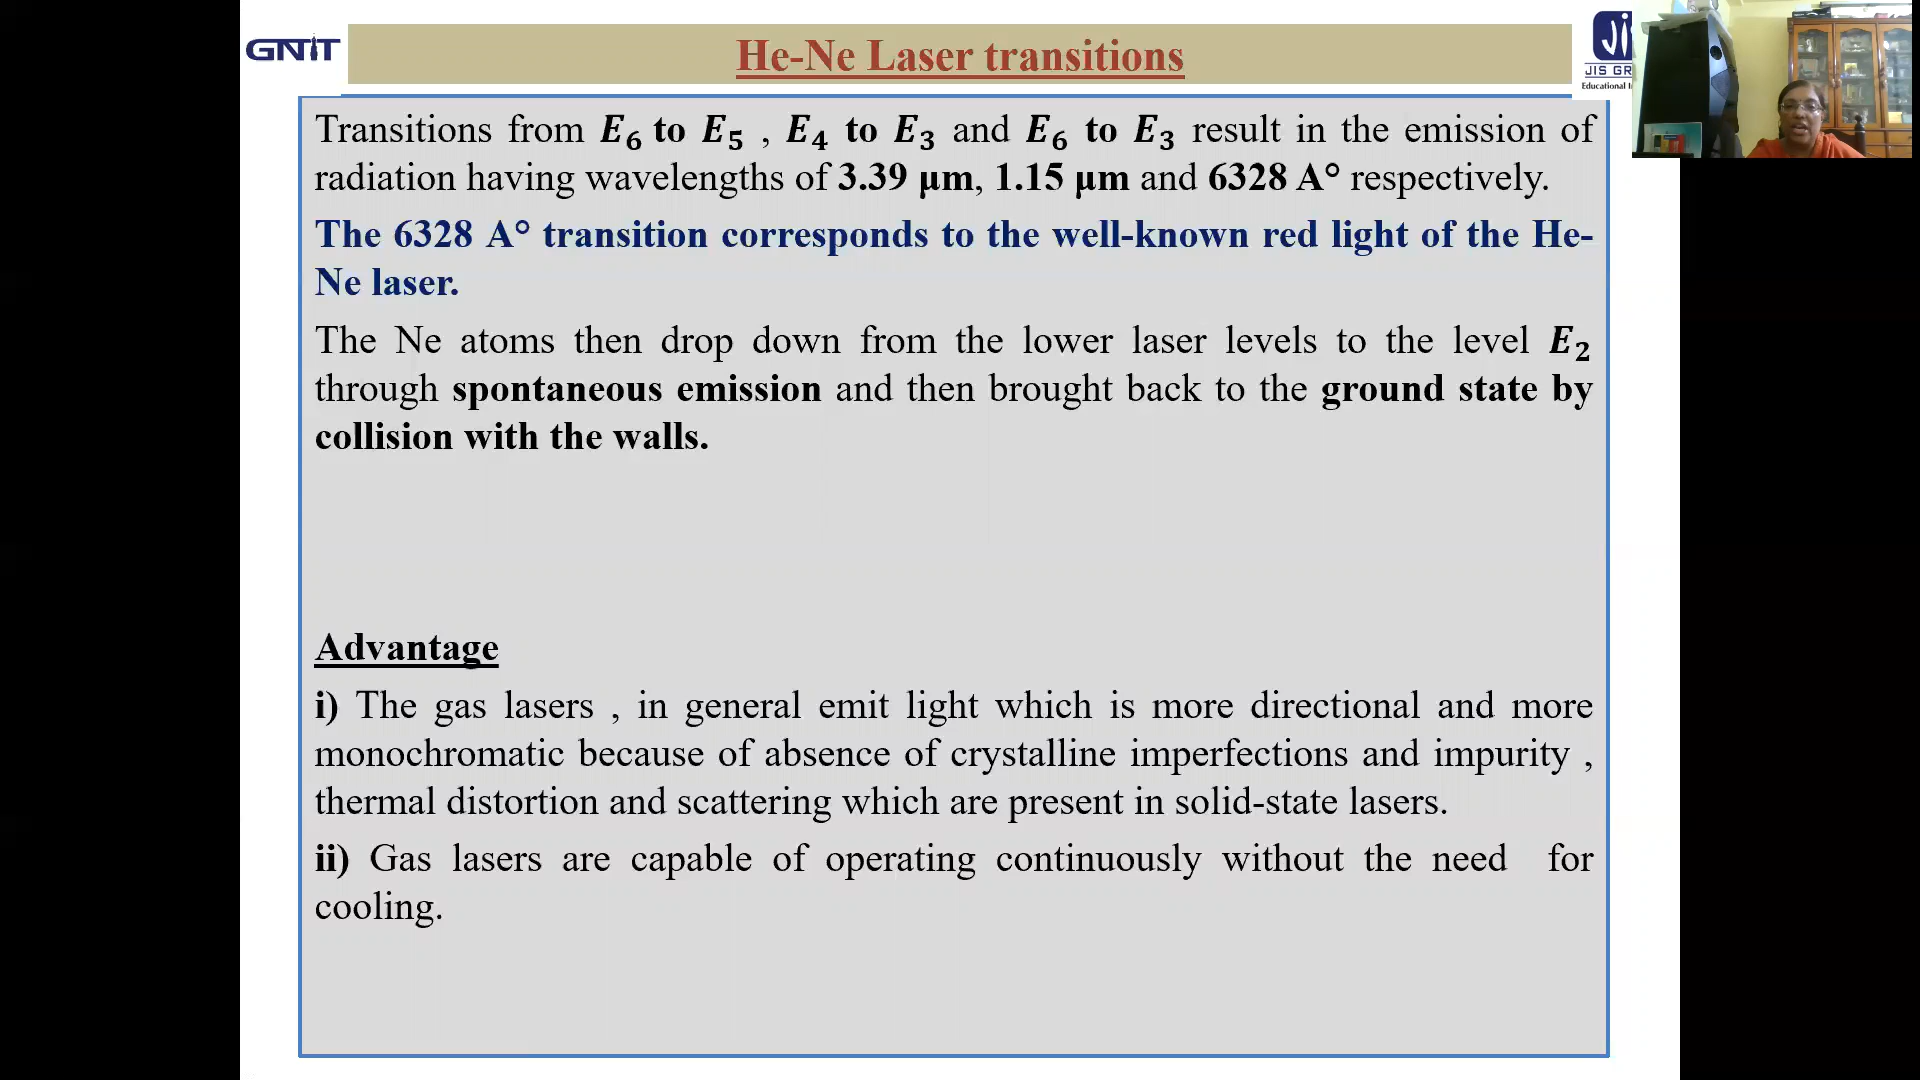 GNIT
He-Ne Laser transitions
JIS GR
Educational I
Transitions from E₆ to E₅ , E₄ to E₃ and E₆ to E₃ result in the emission of
radiation having wavelengths of 3.39 μm, 1.15 μm and 6328 A° respectively.
The 6328 A° transition corresponds to the well-known red light of the He-
Ne laser.
The Ne atoms then drop down from the lower laser levels to the level E₂
through spontaneous emission and then brought back to the ground state by
collision with the walls.
Advantage
i) The gas lasers , in general emit light which is more directional and more
monochromatic because of absence of crystalline imperfections and impurity ,
thermal distortion and scattering which are present in solid-state lasers.
ii) Gas lasers are capable of operating continuously without the need for
cooling.